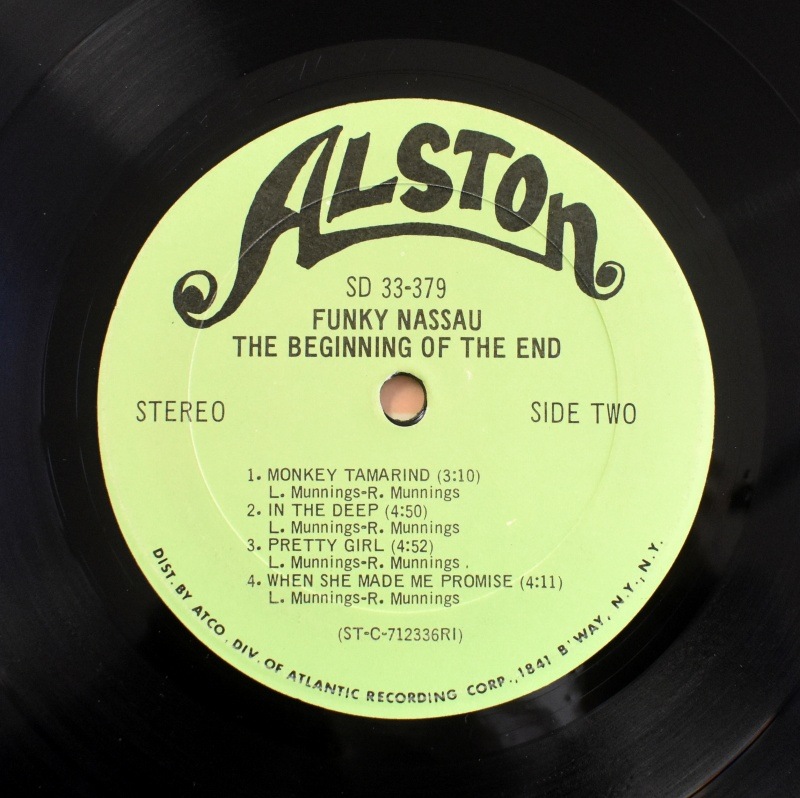 ALSTON
SD 33-379
FUNKY NASSAU
THE BEGINNING OF THE END
STEREO
SIDE TWO
1. MONKEY TAMARIND (3:10)
L. Munnings-R. Munnings
2. IN THE DEEP (4:50)
L. Munnings-R. Munnings
3. PRETTY GIRL (4:52)
L. Munnings-R. Munnings.
4. WHEN SHE MADE ME PROMISE (4:11)
L. Munnings-R. Munnings
(ST-C-712336RI)
DIST. BY ATCO, DIV. OF ATLANTIC RECORDING CORP., 1841 B'WAY, N.Y., N.Y.